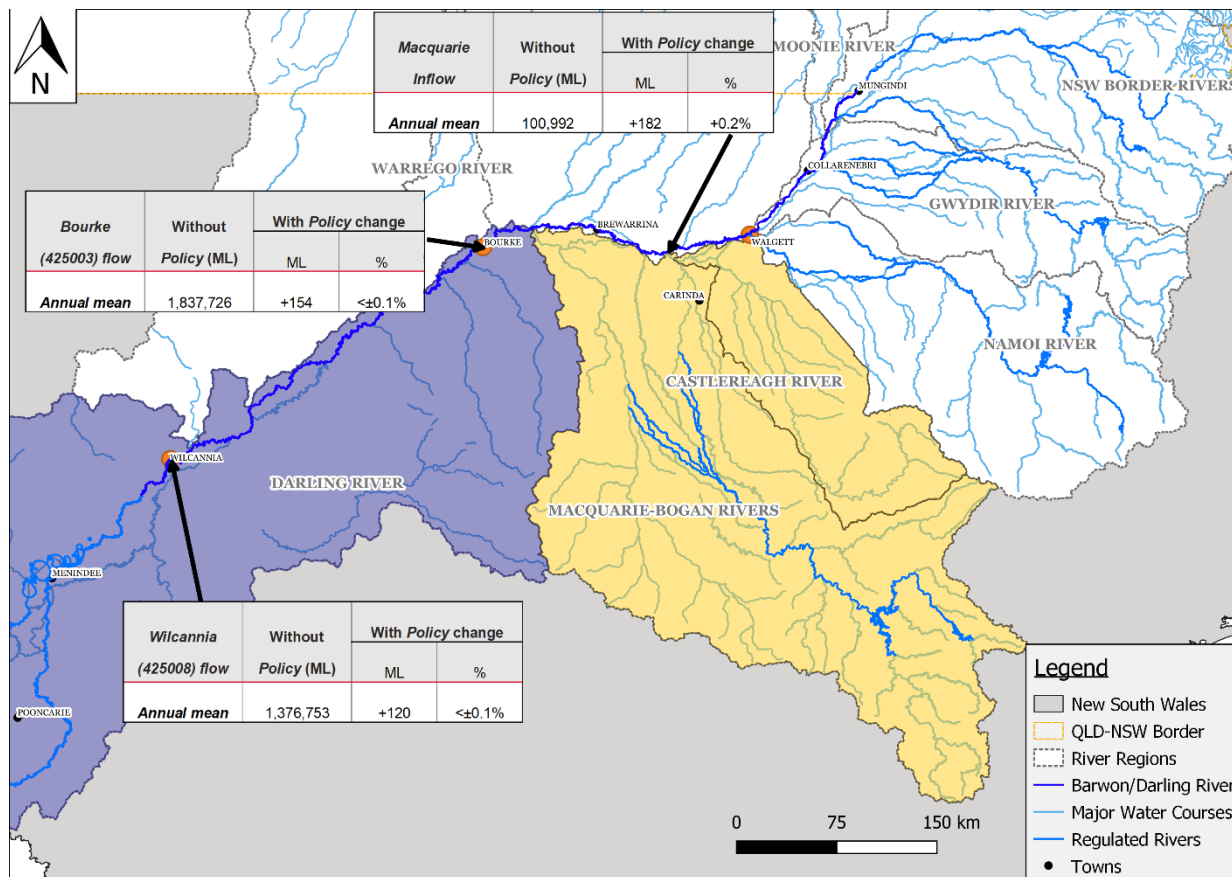 N
Macquarie Inflow
Without Policy (ML)
With Policy change
ML
%
Annual mean
100,992
+182
+0.2%
MOONIE RIVER
MUNGINDI
NSW BORDER RIVERS
WARREGO RIVER
COLLARENEBRI
GWYDIR RIVER
Bourke (425003) flow
Without Policy (ML)
With Policy change
ML
%
Annual mean
1,837,726
+154
<±0.1%
BOURKE
BREWARRINA
WALGETT
CARINDA
NAMOI RIVER
CASTLEREAGH RIVER
WILCANNIA
DARLING RIVER
MACQUARIE-BOGAN RIVERS
MENINDEE
Wilcannia (425008) flow
Without Policy (ML)
With Policy change
ML
%
Annual mean
1,376,753
+120
<±0.1%
POONCARIE
Legend
New South Wales
QLD-NSW Border
River Regions
Barwon/Darling River
Major Water Courses
Regulated Rivers
Towns
0 75 150 km